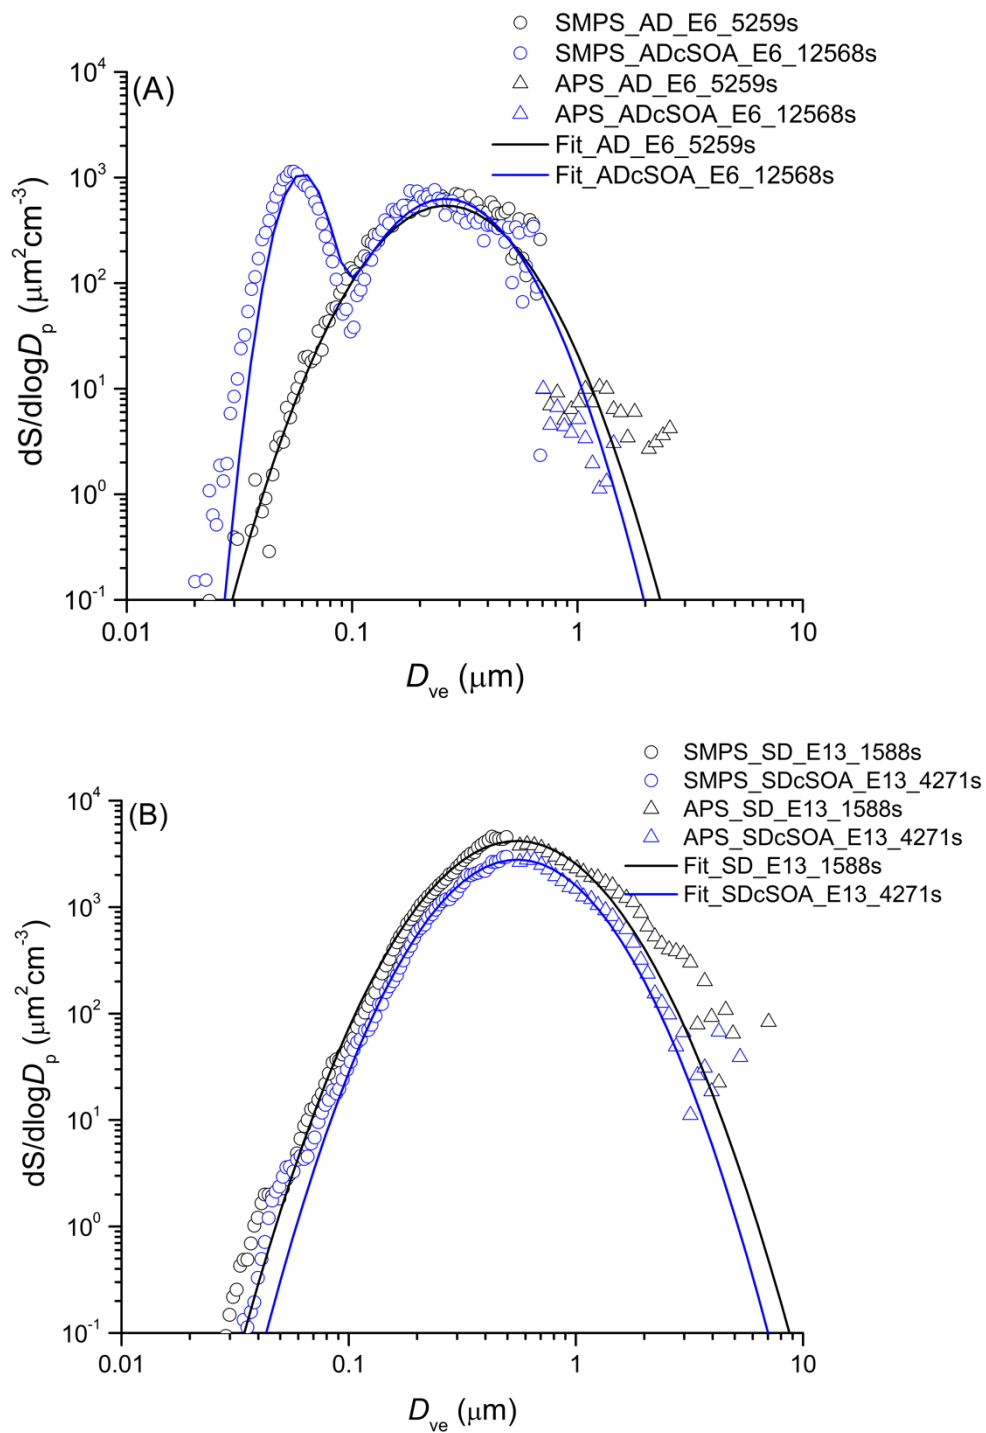 SMPS_AD_E6_5259s
SMPS_ADcSOA_E6_12568s
APS_AD_E6_5259s
APS_ADcSOA_E6_12568s
Fit_AD_E6_5259s
Fit_ADcSOA_E6_12568s
(A)
10⁴
10³
10²
10¹
10⁰
10⁻¹
dS/dlogDₚ (μm²cm⁻³)
0.01 0.1 1 10
D_ve (μm)
SMPS_SD_E13_1588s
SMPS_SDcSOA_E13_4271s
APS_SD_E13_1588s
APS_SDcSOA_E13_4271s
Fit_SD_E13_1588s
Fit_SDcSOA_E13_4271s
(B)
10⁴
10³
10²
10¹
10⁰
10⁻¹
dS/dlogDₚ (μm²cm⁻³)
0.01 0.1 1 10
D_ve (μm)